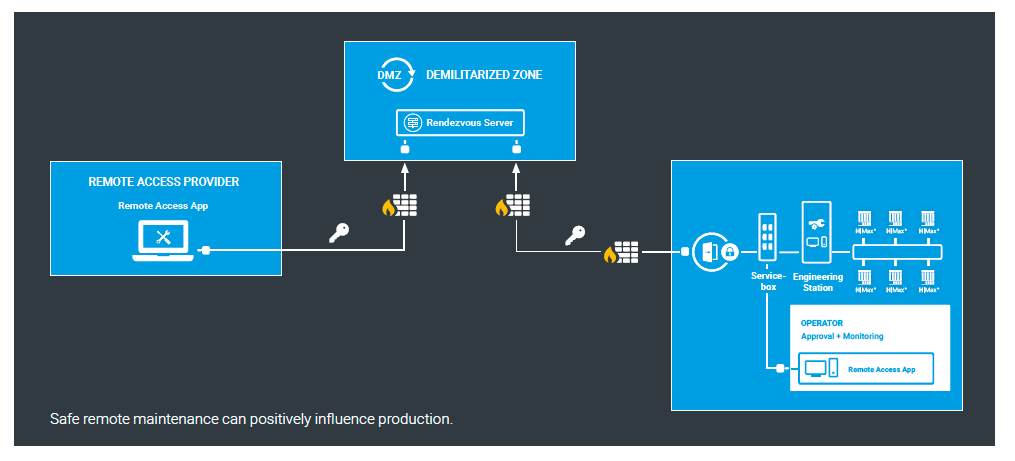 DMZ
DEMILITARIZED ZONE
Rendezvous Server
REMOTE ACCESS PROVIDER
Remote Access App
HIMax®
HIMax®
HIMax®
Service-
box
Engineering
Station
HIMax®
HIMax®
HIMax®
OPERATOR
Approval + Monitoring
Remote Access App
Safe remote maintenance can positively influence production.